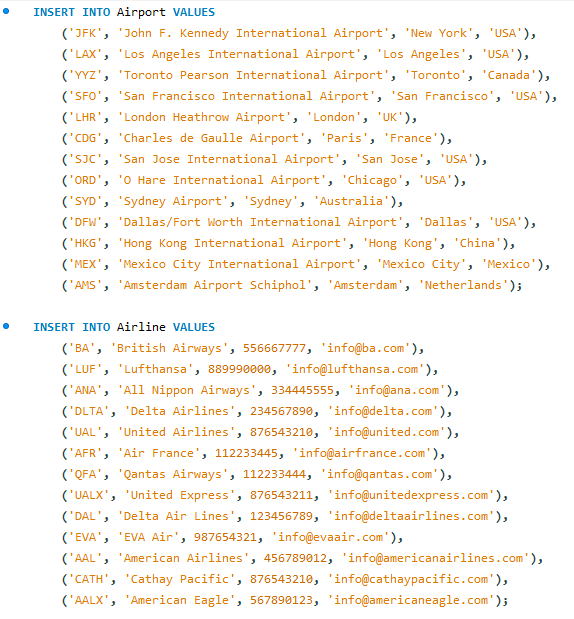 INSERT INTO Airport VALUES
('JFK', 'John F. Kennedy International Airport', 'New York', 'USA'),
('LAX', 'Los Angeles International Airport', 'Los Angeles', 'USA'),
('YYZ', 'Toronto Pearson International Airport', 'Toronto', 'Canada'),
('SFO', 'San Francisco International Airport', 'San Francisco', 'USA'),
('LHR', 'London Heathrow Airport', 'London', 'UK'),
('CDG', 'Charles de Gaulle Airport', 'Paris', 'France'),
('SJC', 'San Jose International Airport', 'San Jose', 'USA'),
('ORD', 'O Hare International Airport', 'Chicago', 'USA'),
('SYD', 'Sydney Airport', 'Sydney', 'Australia'),
('DFW', 'Dallas/Fort Worth International Airport', 'Dallas', 'USA'),
('HKG', 'Hong Kong International Airport', 'Hong Kong', 'China'),
('MEX', 'Mexico City International Airport', 'Mexico City', 'Mexico'),
('AMS', 'Amsterdam Airport Schiphol', 'Amsterdam', 'Netherlands');
INSERT INTO Airline VALUES
('BA', 'British Airways', 556667777, 'info@ba.com'),
('LUF', 'Lufthansa', 889990000, 'info@lufthansa.com'),
('ANA', 'All Nippon Airways', 334445555, 'info@ana.com'),
('DLTA', 'Delta Airlines', 234567890, 'info@delta.com'),
('UAL', 'United Airlines', 876543210, 'info@united.com'),
('AFR', 'Air France', 112233445, 'info@airfrance.com'),
('QFA', 'Qantas Airways', 112233444, 'info@qantas.com'),
('UALX', 'United Express', 876543211, 'info@unitedexpress.com'),
('DAL', 'Delta Air Lines', 123456789, 'info@deltaairlines.com'),
('EVA', 'EVA Air', 987654321, 'info@evaair.com'),
('AAL', 'American Airlines', 456789012, 'info@americanairlines.com'),
('CATH', 'Cathay Pacific', 876543210, 'info@cathaypacific.com'),
('AALX', 'American Eagle', 567890123, 'info@americaneagle.com');